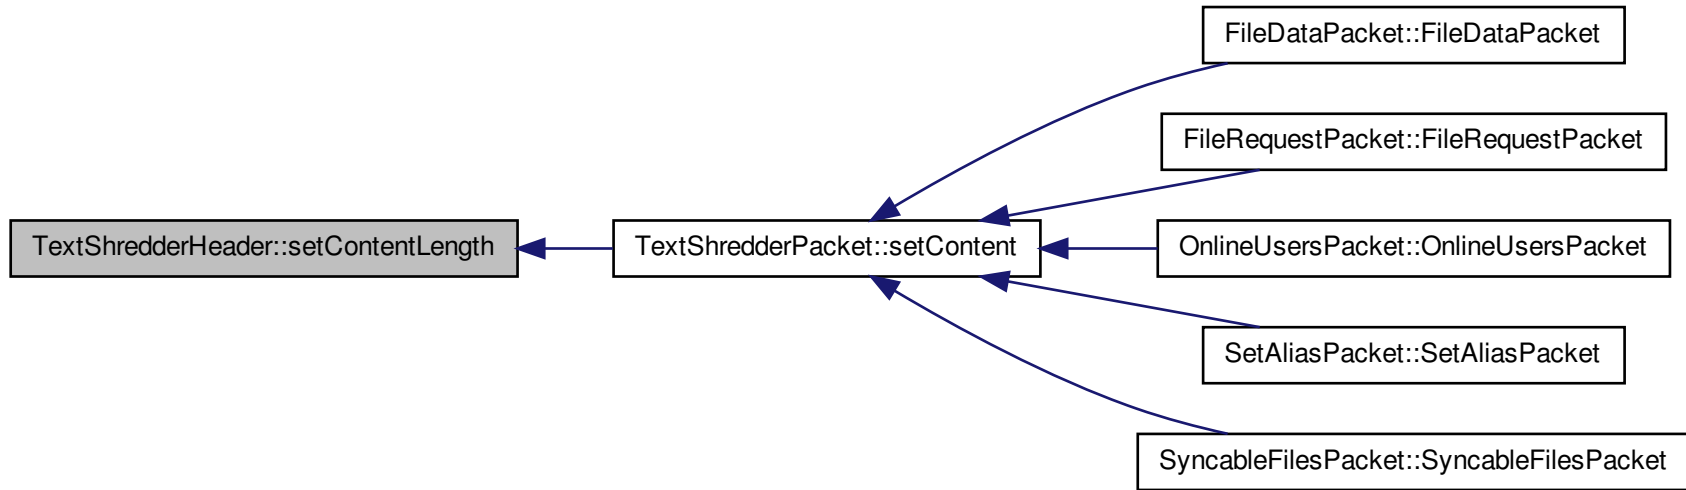 FileDataPacket::FileDataPacket
FileRequestPacket::FileRequestPacket
TextShredderHeader::setContentLength
TextShredderPacket::setContent
OnlineUsersPacket::OnlineUsersPacket
SetAliasPacket::SetAliasPacket
SyncableFilesPacket::SyncableFilesPacket